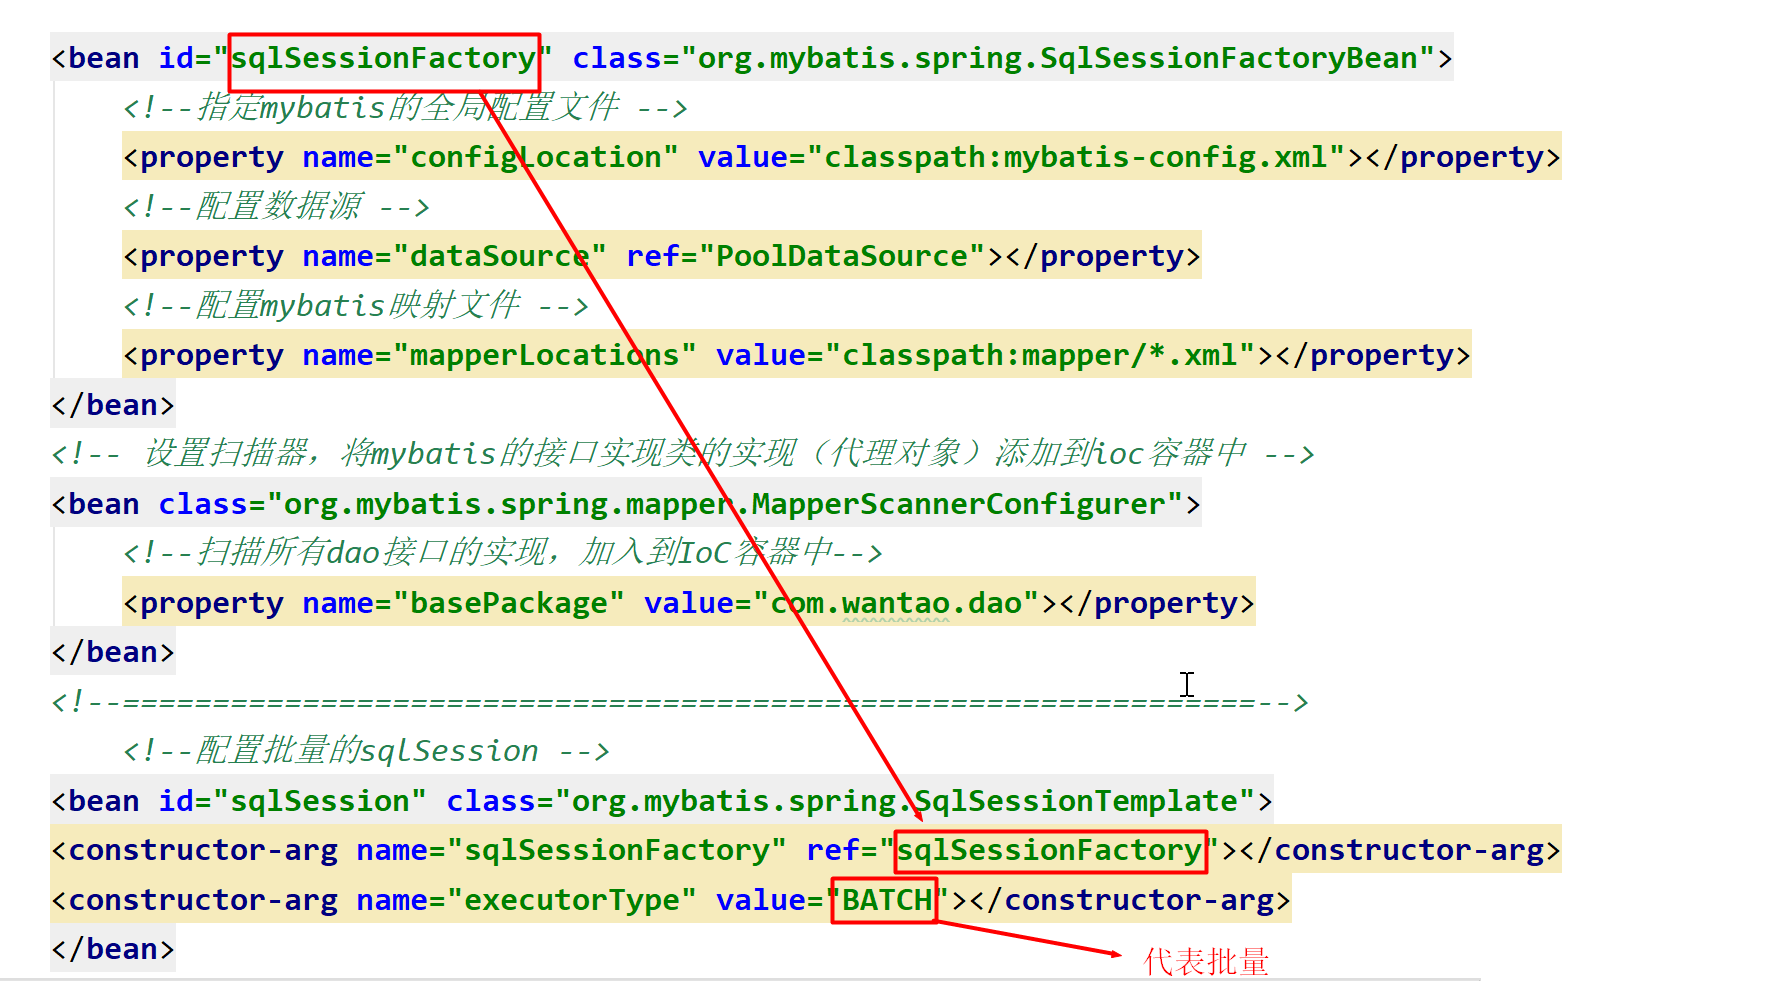 <bean id="sqlSessionFactory" class="org.mybatis.spring.SqlSessionFactoryBean">
<!--指定mybatis的全局配置文件 -->
<property name="configLocation" value="classpath:mybatis-config.xml"></property>
<!--配置数据源 -->
<property name="dataSource" ref="PoolDataSource"></property>
<!--配置mybatis映射文件 -->
<property name="mapperLocations" value="classpath:mapper/*.xml"></property>
</bean>
<!-- 设置扫描器，将mybatis的接口实现类的实现（代理对象）添加到ioc容器中 -->
<bean class="org.mybatis.spring.mapper.MapperScannerConfigurer">
<!--扫描所有dao接口的实现，加入到IoC容器中-->
<property name="basePackage" value="com.wantao.dao"></property>
</bean>
<!--===============================================================-->
<!--配置批量的sqlSession -->
<bean id="sqlSession" class="org.mybatis.spring.SqlSessionTemplate">
<constructor-arg name="sqlSessionFactory" ref="sqlSessionFactory"></constructor-arg>
<constructor-arg name="executorType" value="BATCH"></constructor-arg>
</bean>
代表批量